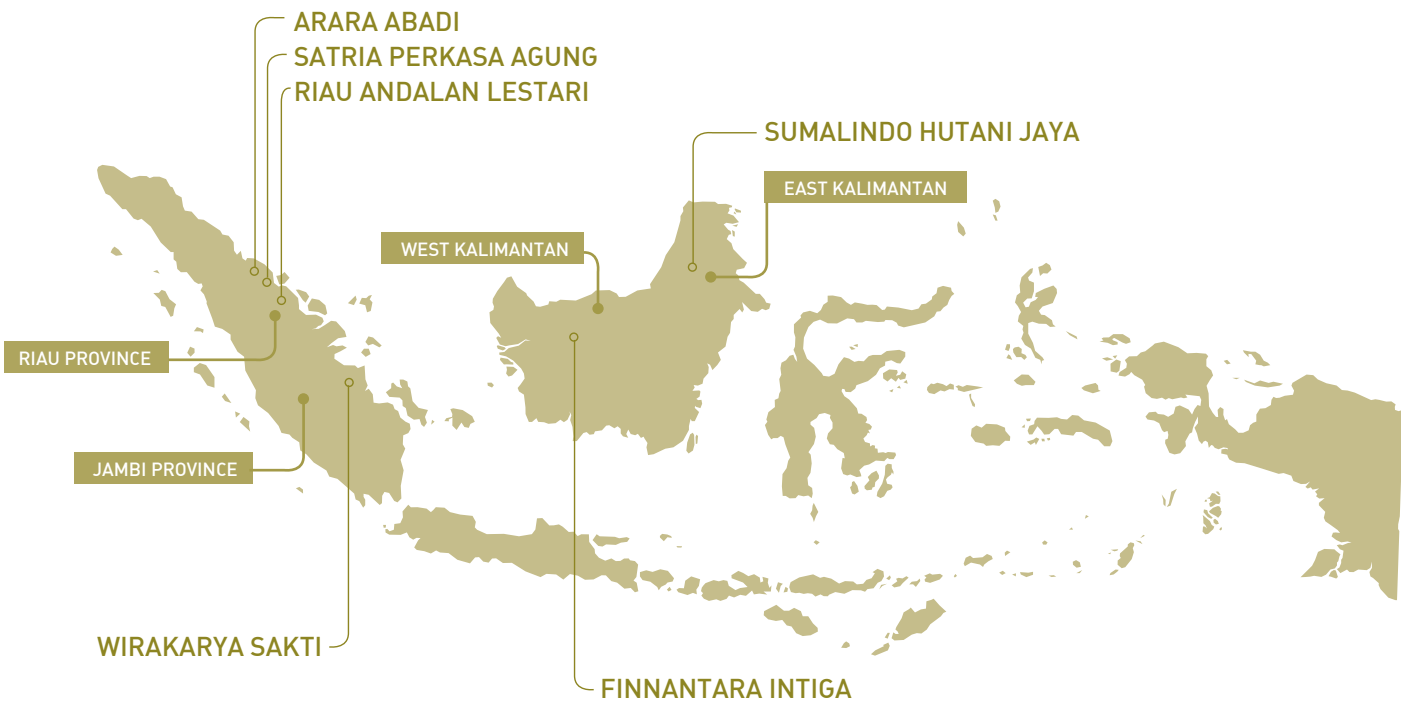 ARARA ABADI
SATRIA PERKASA AGUNG
RIAU ANDALAN LESTARI
SUMALINDO HUTANI JAYA
EAST KALIMANTAN
WEST KALIMANTAN
RIAU PROVINCE
JAMBI PROVINCE
WIRAKARYA SAKTI
FINNANTARA INTIGA